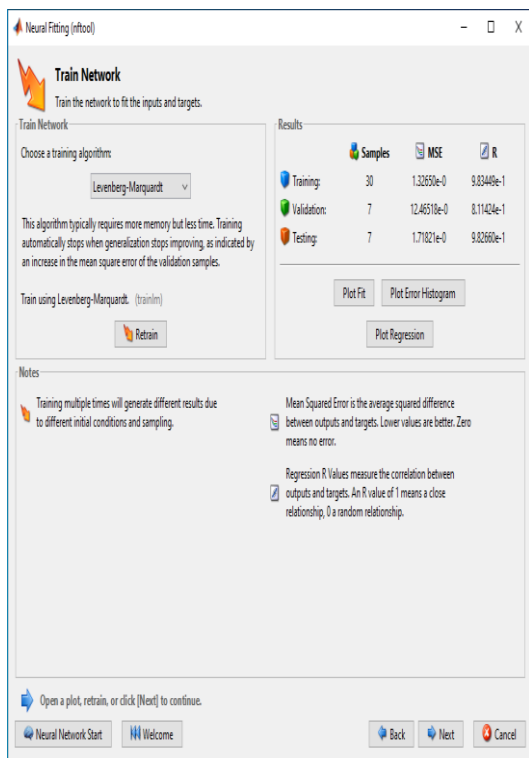 Neural Fitting (nftool)
Train Network
Train the network to fit the inputs and targets.
Train Network
Choose a training algorithm:
Levenberg-Marquardt
This algorithm typically requires more memory but less time. Training
automatically stops when generalization stops improving, as indicated by
an increase in the mean square error of the validation samples.
Train using Levenberg-Marquardt. (trainlm)
Retrain
Results
Samples MSE R
Training: 30 1.32650e-0 9.83449e-1
Validation: 7 12.46518e-0 8.11424e-1
Testing: 7 1.71821e-0 9.82660e-1
Plot Fit Plot Error Histogram
Plot Regression
Notes
Training multiple times will generate different results due
to different initial conditions and sampling.
Mean Squared Error is the average squared difference
between outputs and targets. Lower values are better. Zero
means no error.
Regression R Values measure the correlation between
outputs and targets. An R value of 1 means a close
relationship, 0 a random relationship.
Open a plot, retrain, or click [Next] to continue.
Neural Network Start Welcome Back Next Cancel